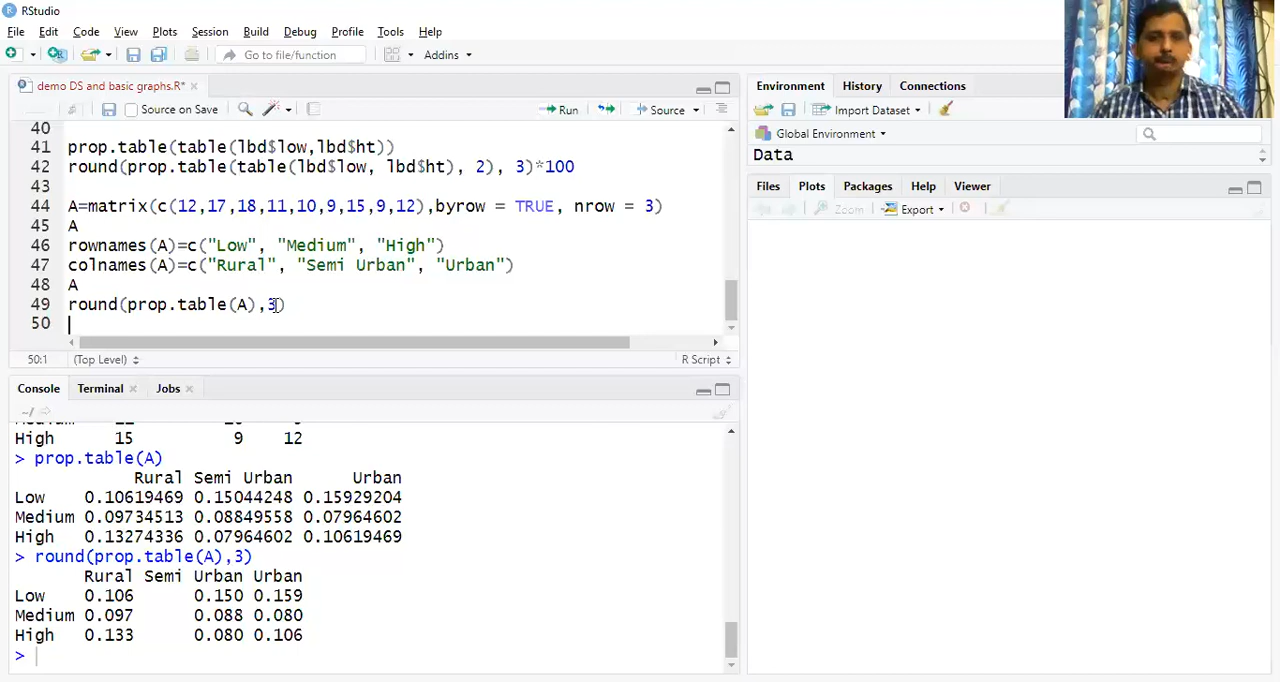 RStudio
File Edit Code View Plots Session Build Debug Profile Tools Help
Go to file/function Addins
demo DS and basic graphs.R*
Source on Save Run Source
40
41 prop.table(table(lbd$low,lbd$ht))
42 round(prop.table(table(lbd$low, lbd$ht), 2), 3)*100
43
44 A=matrix(c(12,17,18,11,10,9,15,9,12),byrow = TRUE, nrow = 3)
45 A
46 rownames(A)=c("Low", "Medium", "High")
47 colnames(A)=c("Rural", "Semi Urban", "Urban")
48 A
49 round(prop.table(A),3)
50
50:1 (Top Level) R Script
Console Terminal Jobs
~/
High 15 9 12
> prop.table(A)
Rural Semi Urban Urban
Low 0.10619469 0.15044248 0.15929204
Medium 0.09734513 0.08849558 0.07964602
High 0.13274336 0.07964602 0.10619469
> round(prop.table(A),3)
Rural Semi Urban Urban
Low 0.106 0.150 0.159
Medium 0.097 0.088 0.080
High 0.133 0.080 0.106
>
Environment History Connections
Import Dataset
Global Environment
Data
Files Plots Packages Help Viewer
Zoom Export